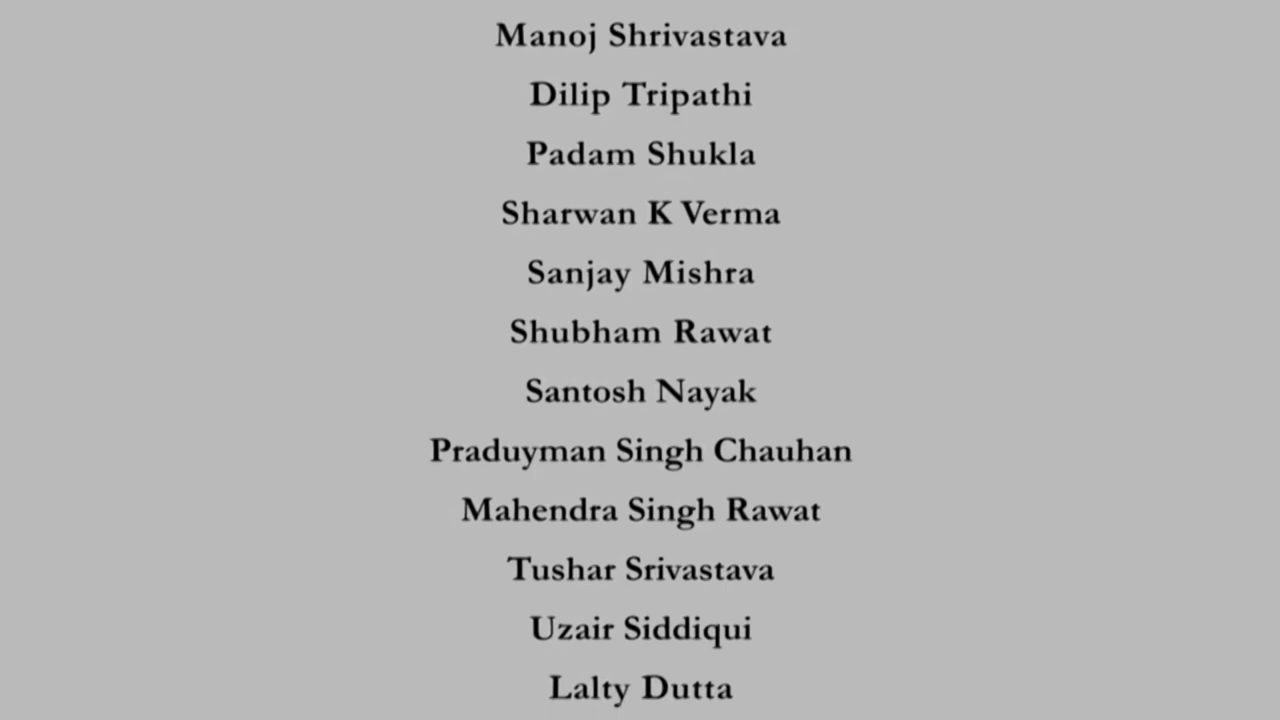 Manoj Shrivastava
Dilip Tripathi
Padam Shukla
Sharwan K Verma
Sanjay Mishra
Shubham Rawat
Santosh Nayak
Praduyman Singh Chauhan
Mahendra Singh Rawat
Tushar Srivastava
Uzair Siddiqui
Lalty Dutta